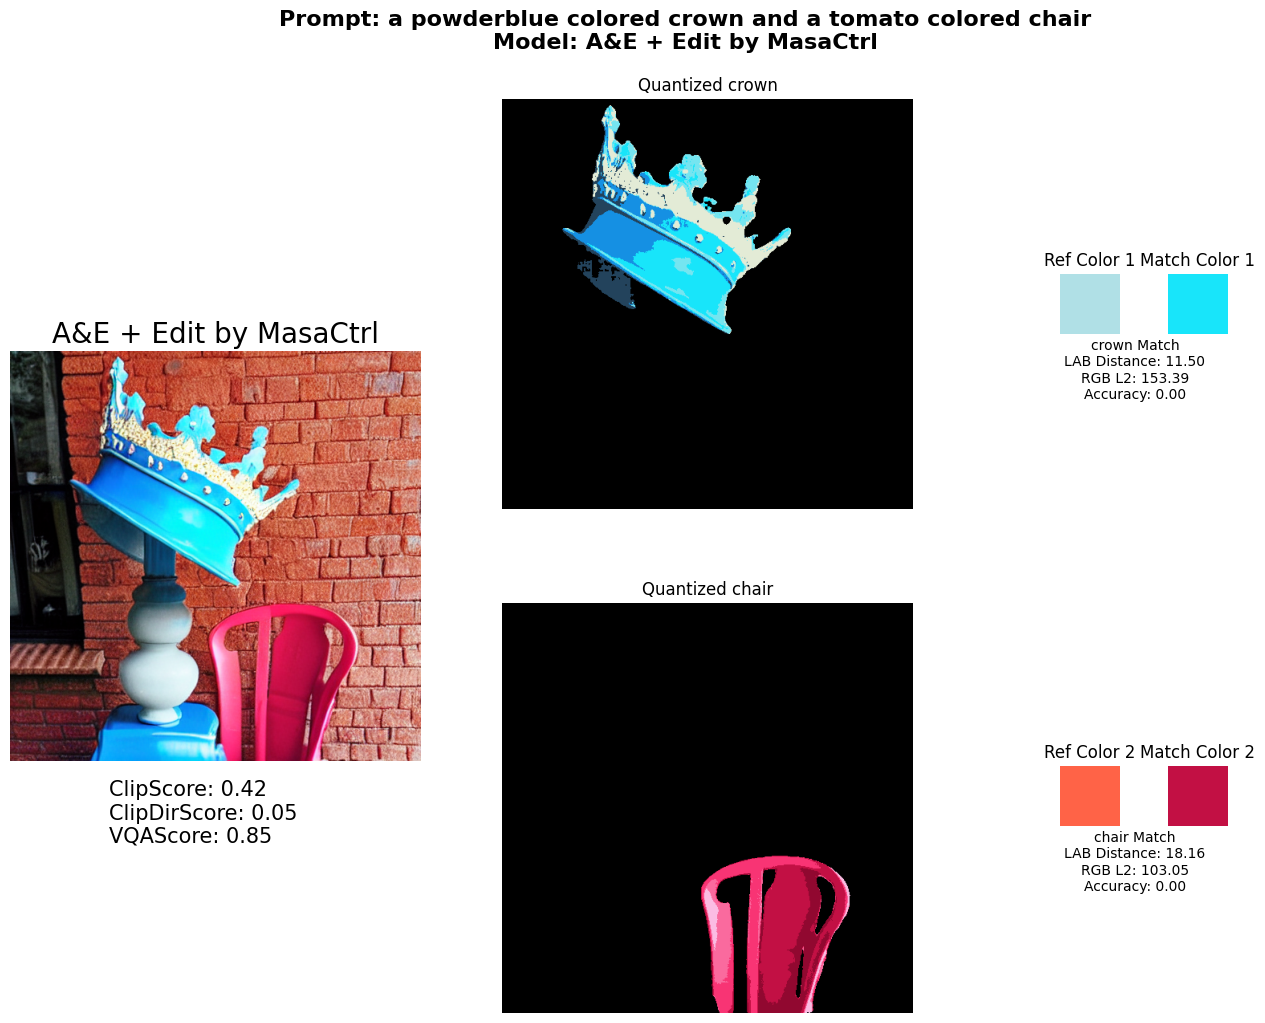 Prompt: a powderblue colored crown and a tomato colored chair
Model: A&E + Edit by MasaCtrl
Quantized crown
Ref Color 1 Match Color 1
crown Match
LAB Distance: 11.50
RGB L2: 153.39
Accuracy: 0.00
A&E + Edit by MasaCtrl
ClipScore: 0.42
ClipDirScore: 0.05
VQAScore: 0.85
Quantized chair
Ref Color 2 Match Color 2
chair Match
LAB Distance: 18.16
RGB L2: 103.05
Accuracy: 0.00